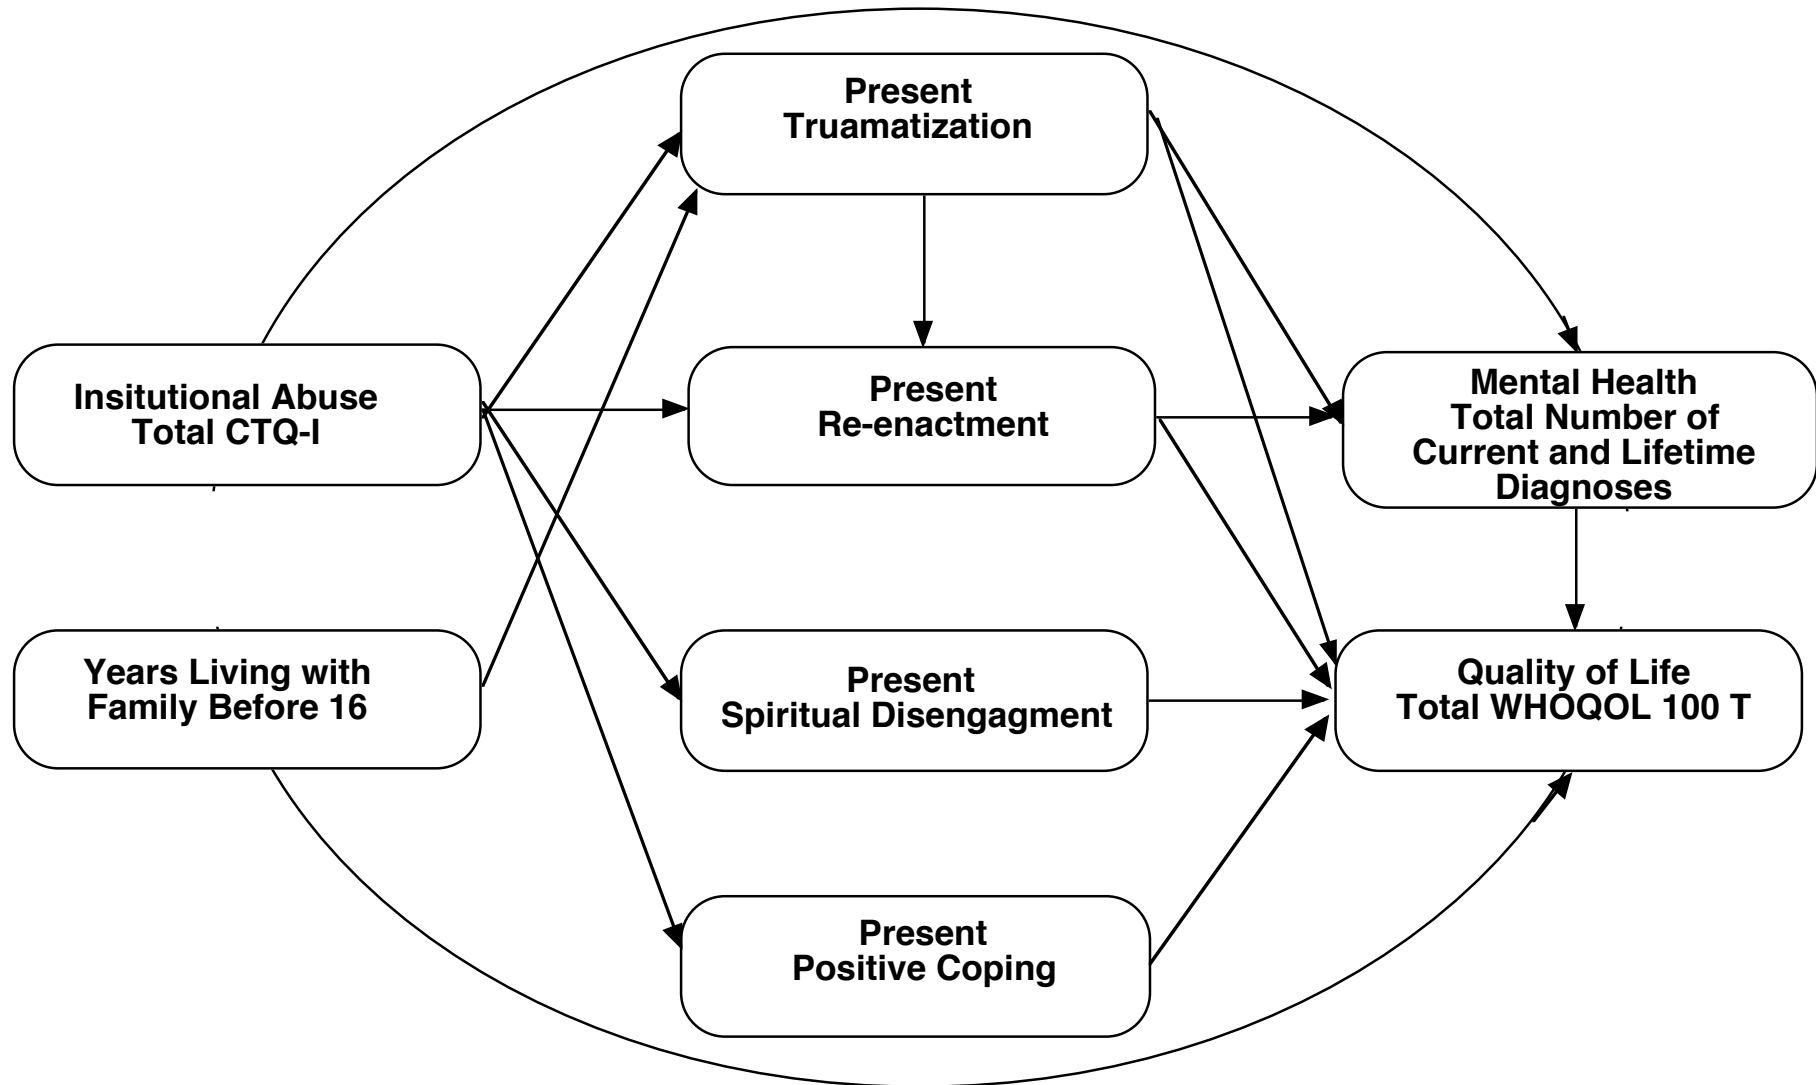 Present
Truamatization
Insitutional Abuse
Total CTQ-I
Present
Re-enactment
Mental Health
Total Number of
Current and Lifetime
Diagnoses
Years Living with
Family Before 16
Present
Spiritual Disengagment
Quality of Life
Total WHOQOL 100 T
Present
Positive Coping